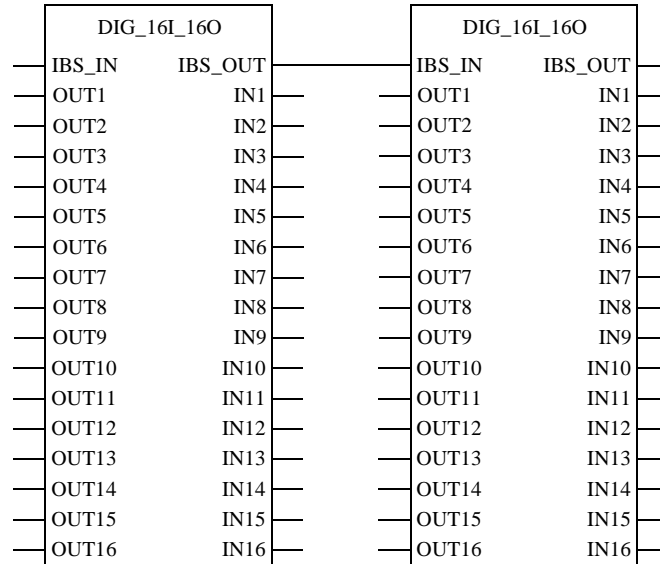 DIG_16I_16O DIG_16I_16O
IBS_IN IBS_OUT IBS_IN IBS_OUT
OUT1 IN1 OUT1 IN1
OUT2 IN2 OUT2 IN2
OUT3 IN3 OUT3 IN3
OUT4 IN4 OUT4 IN4
OUT5 IN5 OUT5 IN5
OUT6 IN6 OUT6 IN6
OUT7 IN7 OUT7 IN7
OUT8 IN8 OUT8 IN8
OUT9 IN9 OUT9 IN9
OUT10 IN10 OUT10 IN10
OUT11 IN11 OUT11 IN11
OUT12 IN12 OUT12 IN12
OUT13 IN13 OUT13 IN13
OUT14 IN14 OUT14 IN14
OUT15 IN15 OUT15 IN15
OUT16 IN16 OUT16 IN16